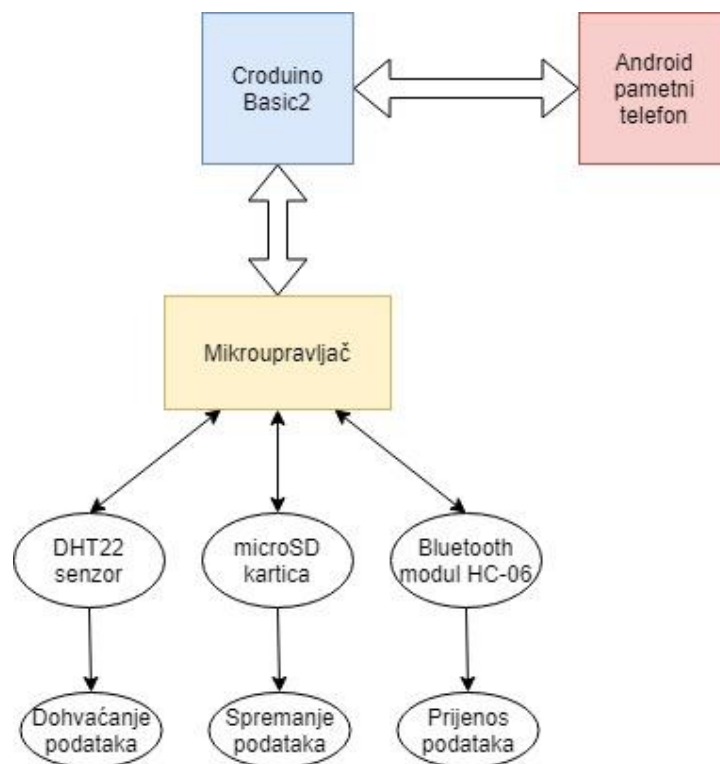 Croduino
Basic2
Android
pametni
telefon
Mikroupravljač
DHT22
senzor
microSD
kartica
Bluetooth
modul HC-06
Dohvaćanje
podataka
Spremanje
podataka
Prijenos
podataka